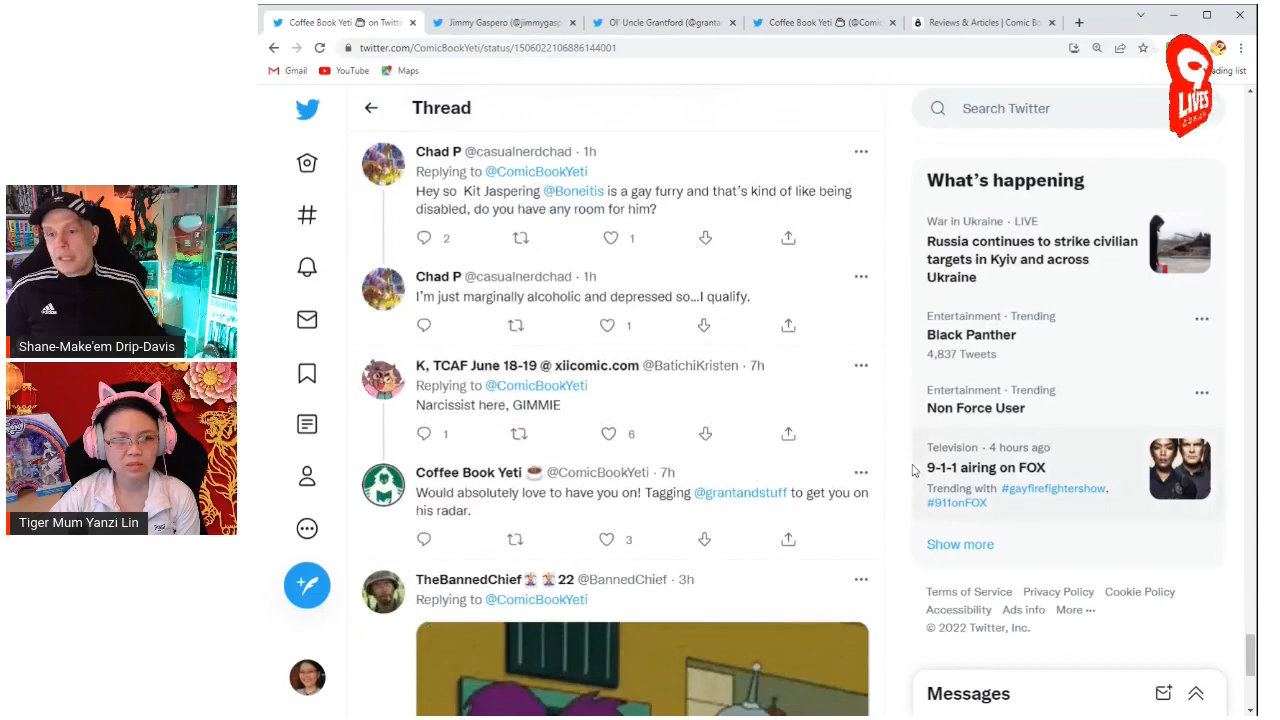 Coffee Book Yeti on Twitt
Jimmy Gaspero (@jimmygasp
Ol' Uncle Grantford (@granta
Coffee Book Yeti (@Comic
Reviews & Articles | Comic Bo
twitter.com/ComicBookYeti/status/1506022106886144001
Gmail YouTube Maps
ading list
9 LIVES
COMICS
Thread
Search Twitter
Chad P @casualnerdchad · 1h
Replying to @ComicBookYeti
Hey so Kit Jaspering @Boneitis is a gay furry and that's kind of like being
disabled, do you have any room for him?
2 1
Chad P @casualnerdchad · 1h
I'm just marginally alcoholic and depressed so...I qualify.
1
K, TCAF June 18-19 @ xiicomic.com @BatichiKristen · 7h
Replying to @ComicBookYeti
Narcissist here, GIMMIE
1 6
Coffee Book Yeti @ComicBookYeti · 7h
Would absolutely love to have you on! Tagging @grantandstuff to get you on
his radar.
3
TheBannedChief 22 @BannedChief · 3h
Replying to @ComicBookYeti
What's happening
War in Ukraine · LIVE
Russia continues to strike civilian
targets in Kyiv and across
Ukraine
Entertainment · Trending
Black Panther
4,837 Tweets
Entertainment · Trending
Non Force User
Television · 4 hours ago
9-1-1 airing on FOX
Trending with #gayfirefightershow,
#911onFOX
Show more
Terms of Service Privacy Policy Cookie Policy
Accessibility Ads info More ···
© 2022 Twitter, Inc.
Messages
adidas
Shane-Make'em Drip-Davis
Tiger Mum Yanzi Lin